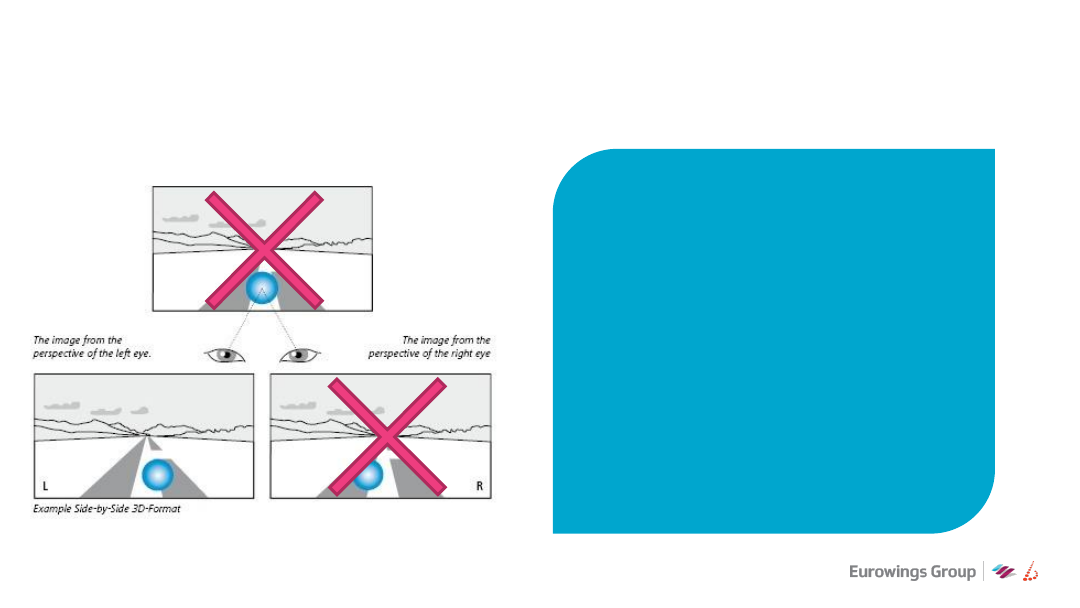 The image from the
perspective of the left eye.
The image from the
perspective of the right eye
L
R
Example Side-by-Side 3D-Format
Eurowings Group